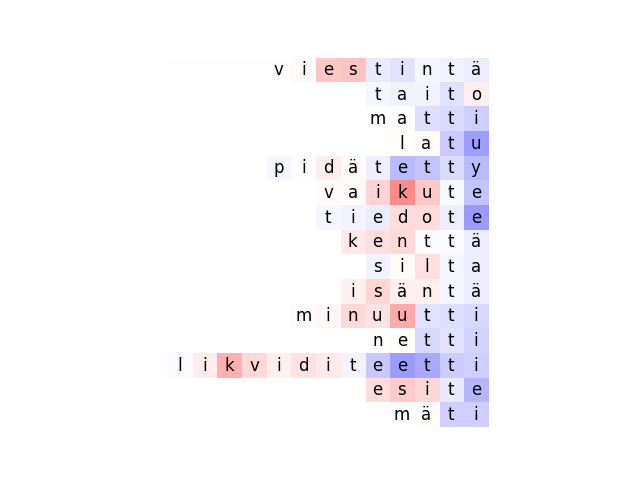 viestintä
taito
matti
latu
pidätetty
vaikute
tiedote
kenttä
silta
isäntä
minuutti
netti
likviditeetti
esite
mäti